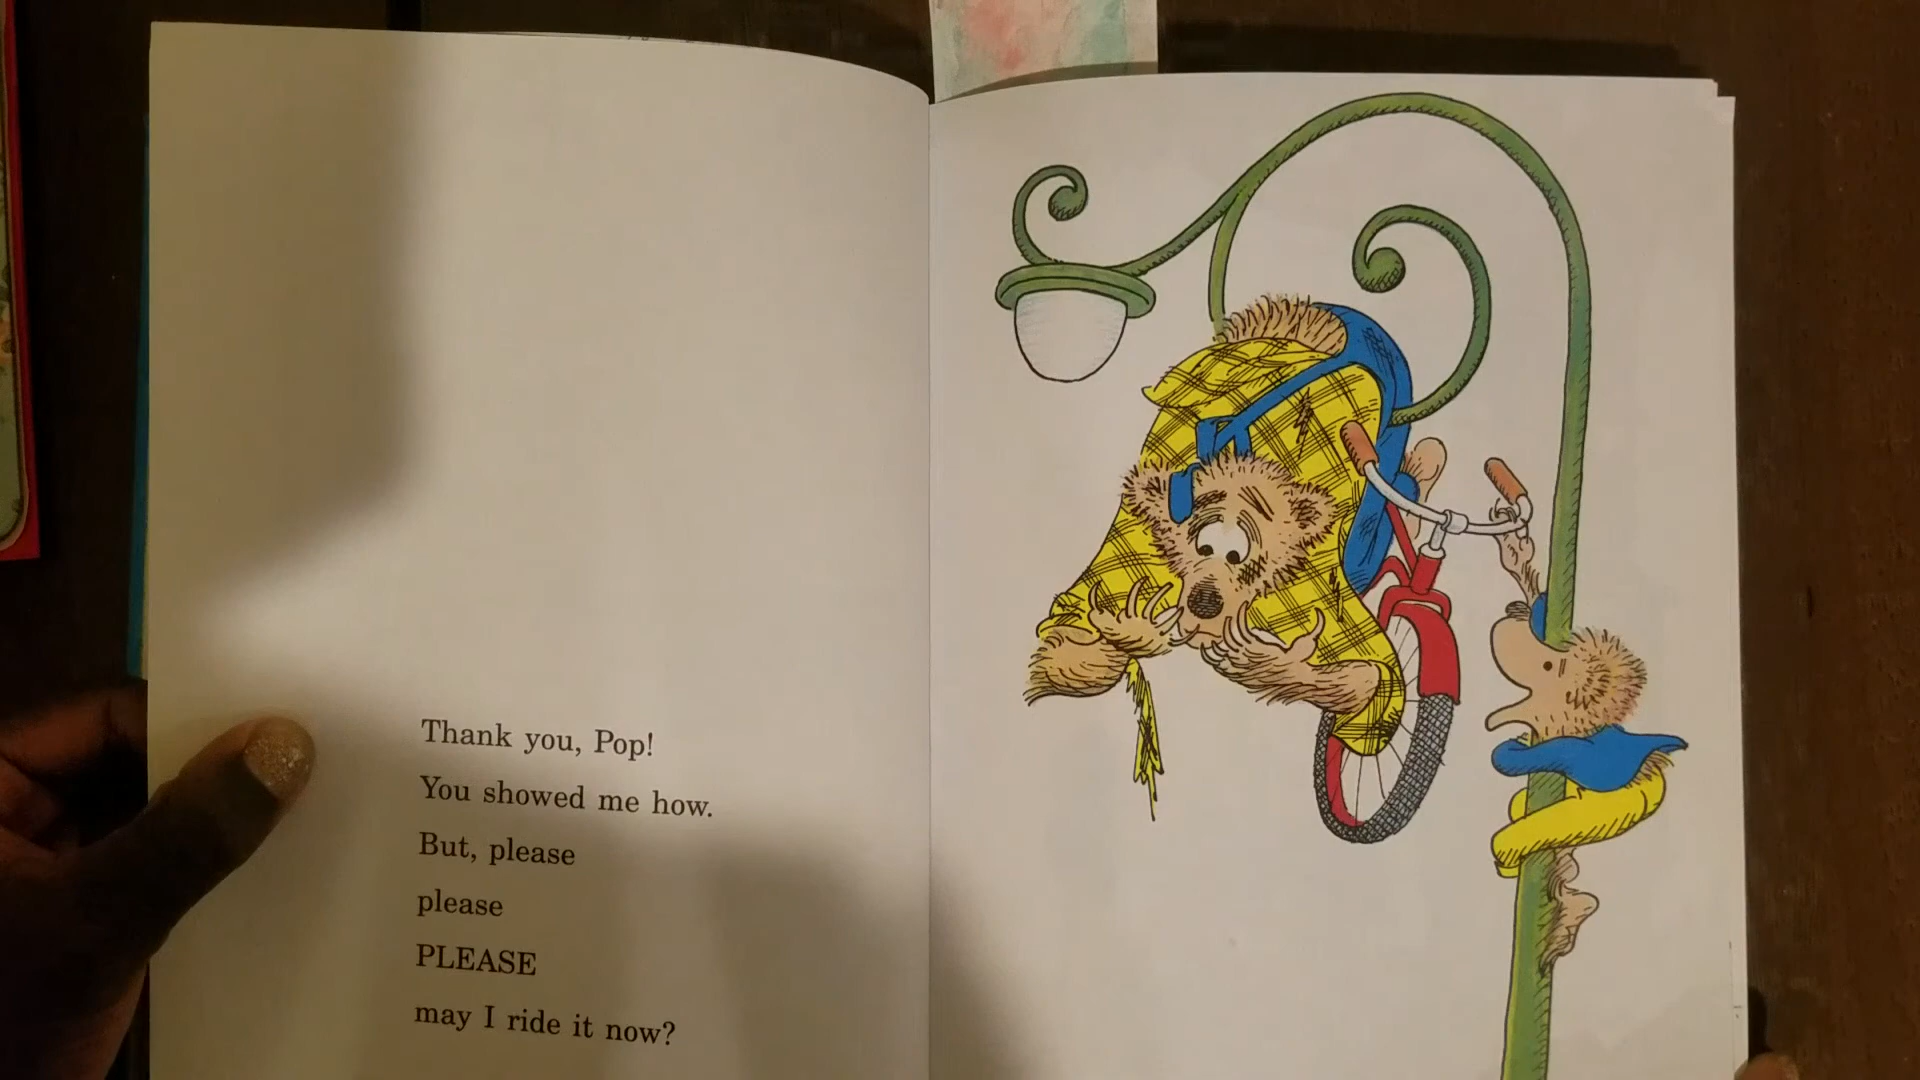 Thank you, Pop!
You showed me how.
But, please
please
PLEASE
may I ride it now?